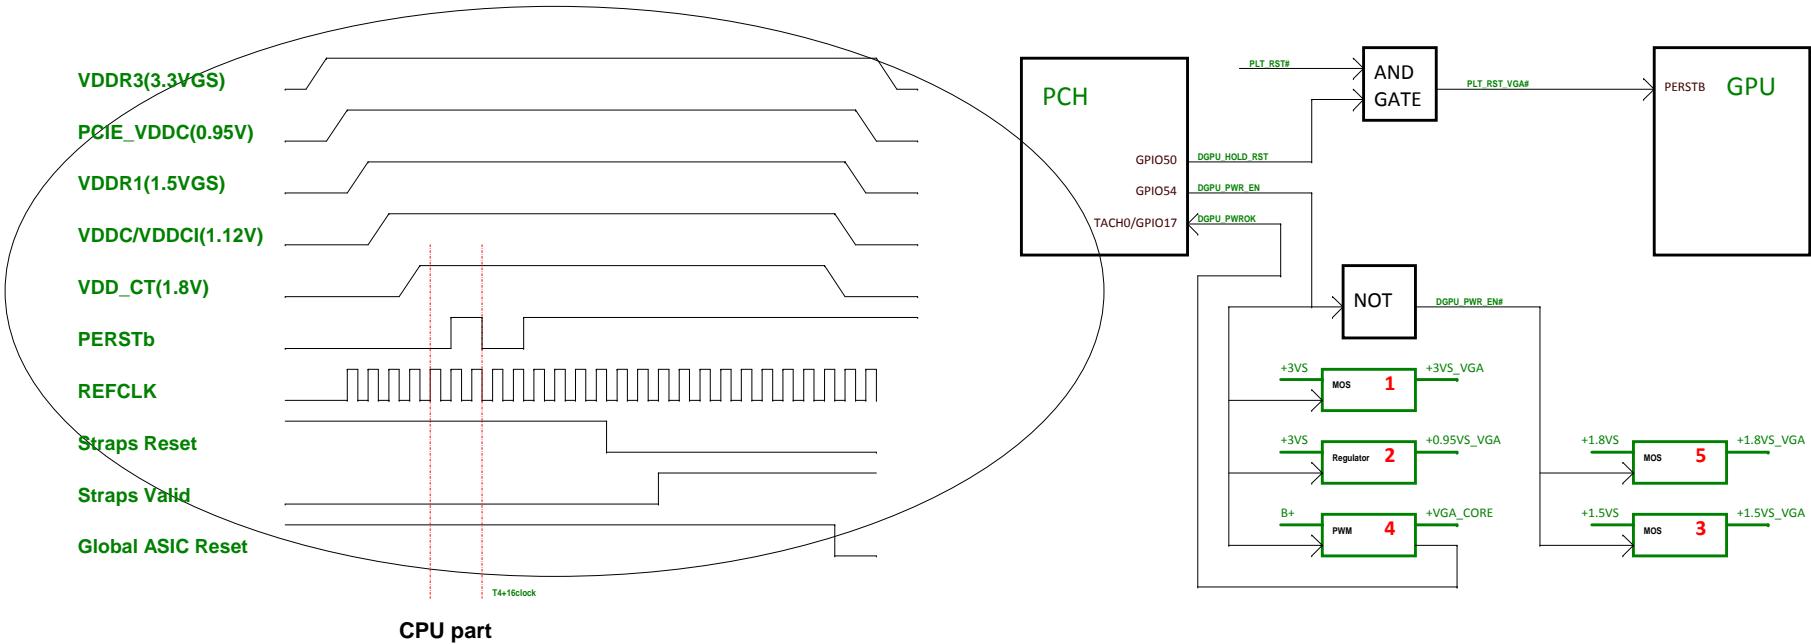 VDDR3(3.3VGS)
PCIE_VDDC(0.95V)
VDDR1(1.5VGS)
VDDC/VDDCI(1.12V)
VDD_CT(1.8V)
PERSTb
REFCLK
Straps Reset
Straps Valid
Global ASIC Reset
T4+16clock
CPU part
PCH
GPIO50
GPIO54
TACH0/GPIO17
DGPU_HOLD_RST
DGPU_PWR_EN
DGPU_PWROK
PLT_RST#
AND
GATE
PLT_RST_VGA#
PERSTB
GPU
NOT
DGPU_PWR_EN#
+3VS
MOS
1
+3VS_VGA
+3VS
Regulator
2
+0.95VS_VGA
B+
PWM
4
+VGA_CORE
+1.8VS
MOS
5
+1.8VS_VGA
+1.5VS
MOS
3
+1.5VS_VGA